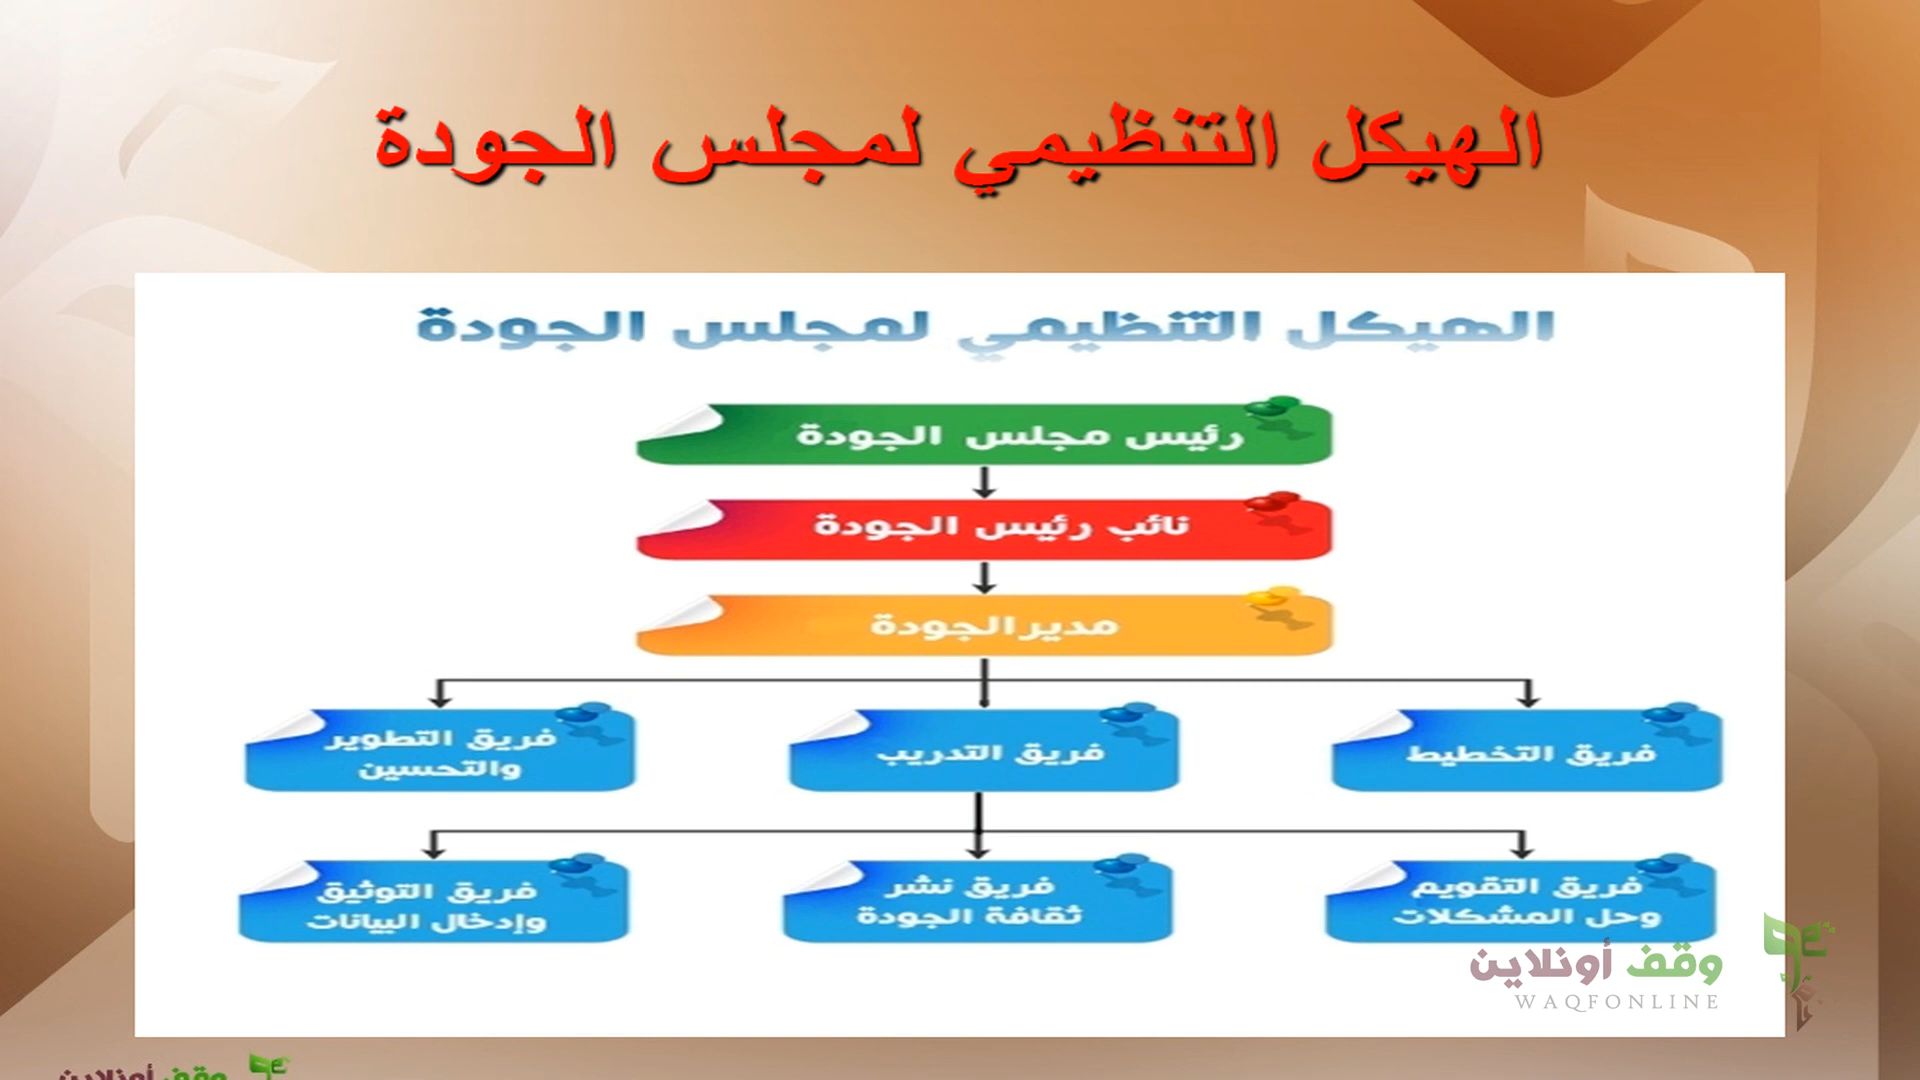 الهيكل التنظيمي لمجلس الجودة
الهيكل التنظيمي لمجلس الجودة
رئيس مجلس الجودة
نائب رئيس الجودة
مدير الجودة
فريق التخطيط
فريق التدريب
فريق التطوير
والتحسين
فريق التقويم
وحل المشكلات
فريق نشر
ثقافة الجودة
فريق التوثيق
وإدخال البيانات
وقف أونلاين
WAQFONLINE
وقف أونلاين